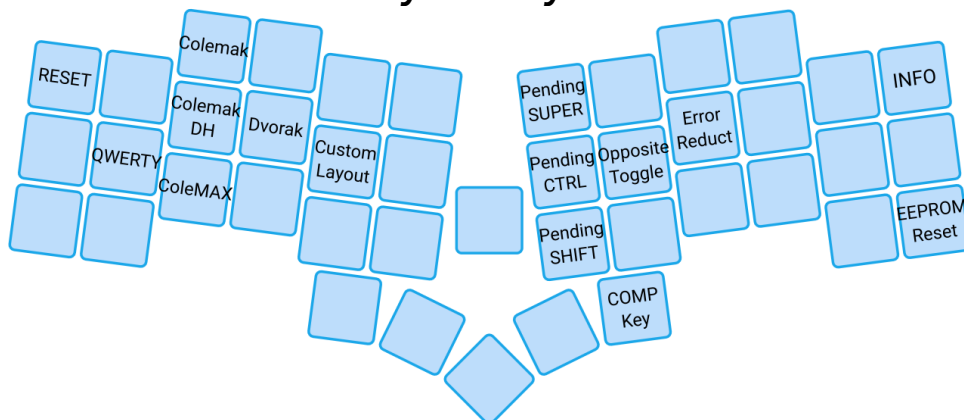 Colemak
RESET
INFO
Pending
SUPER
Colemak
DH
Dvorak
Error
Reduct
QWERTY
Custom
Layout
Pending
CTRL
Opposite
Toggle
ColeMAX
Pending
SHIFT
EEPROM
Reset
COMP
Key